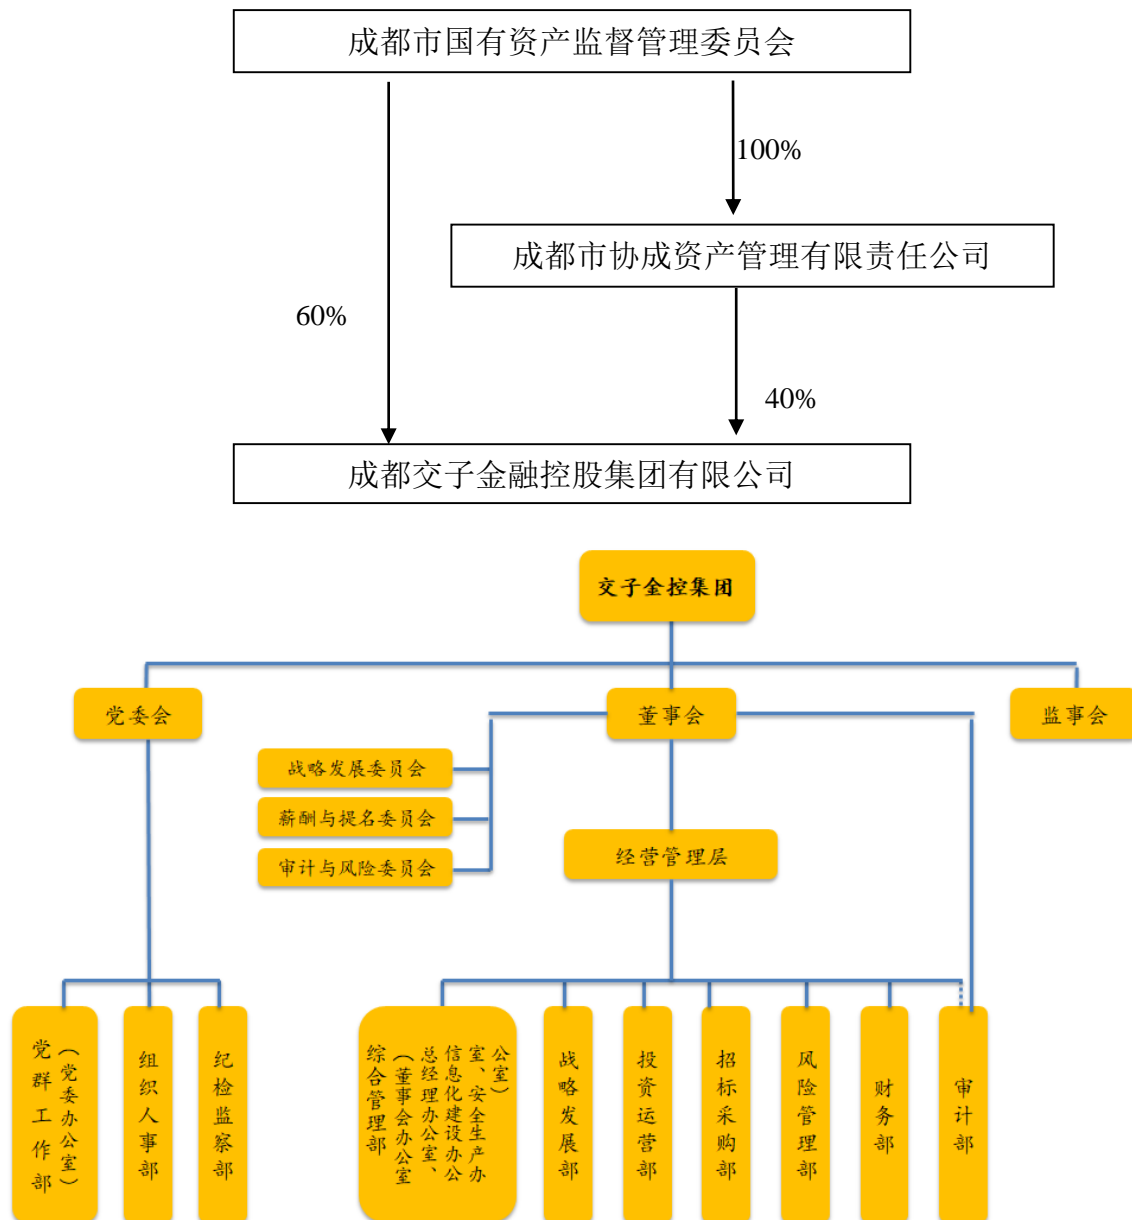 成都市国有资产监督管理委员会
100%
成都市协成资产管理有限责任公司
60%
40%
成都交子金融控股集团有限公司
交子金控集团
党委会
董事会
监事会
战略发展委员会
薪酬与提名委员会
审计与风险委员会
经营管理层
党群工作部
（党委办公室）
组织人事部
纪检监察部
综合管理部
（董事会办公室
总经理办公室、
信息化建设办公
室、安全生产办
公室）
战略发展部
投资运营部
招标采购部
风险管理部
财务部
审计部